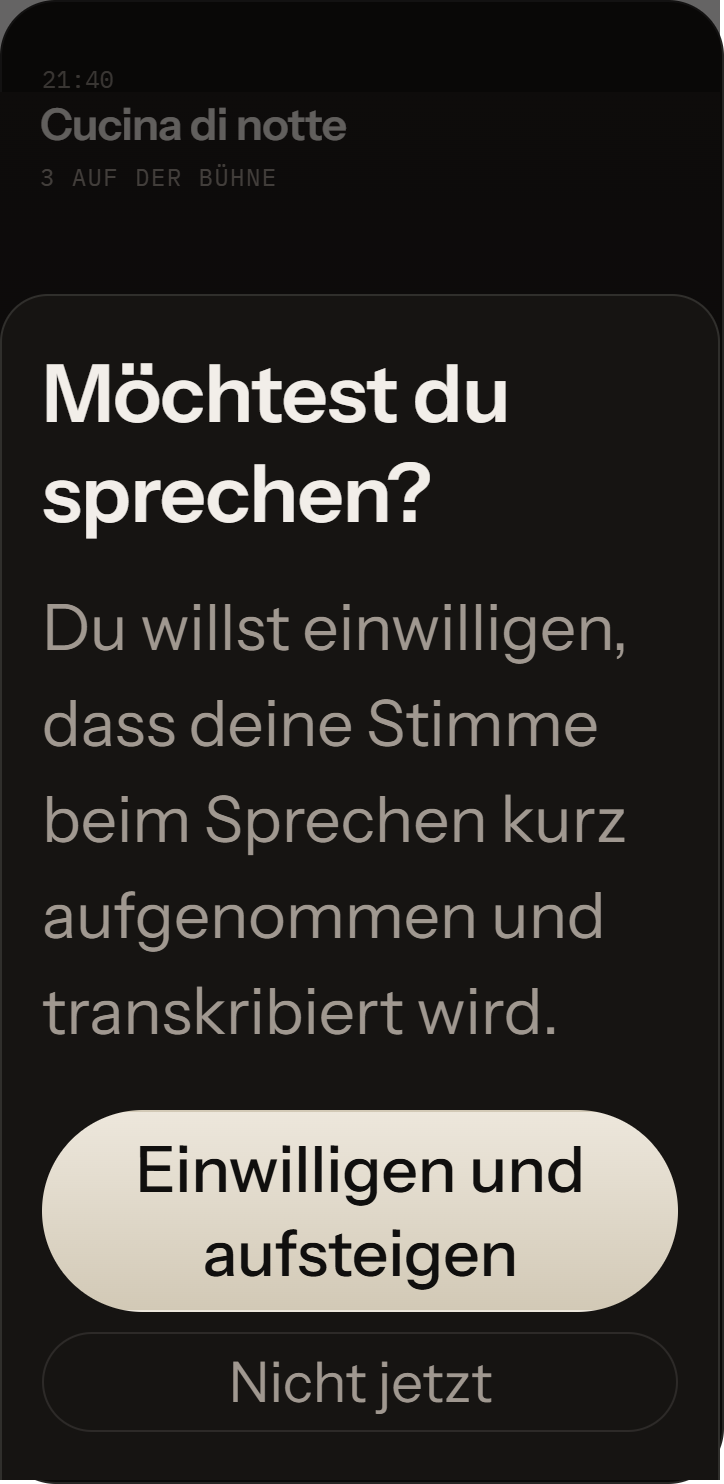 21:40
Cucina di notte
3 AUF DER BÜHNE
Möchtest du
sprechen?
Du willst einwilligen,
dass deine Stimme
beim Sprechen kurz
aufgenommen und
transkribiert wird.
Einwilligen und
aufsteigen
Nicht jetzt